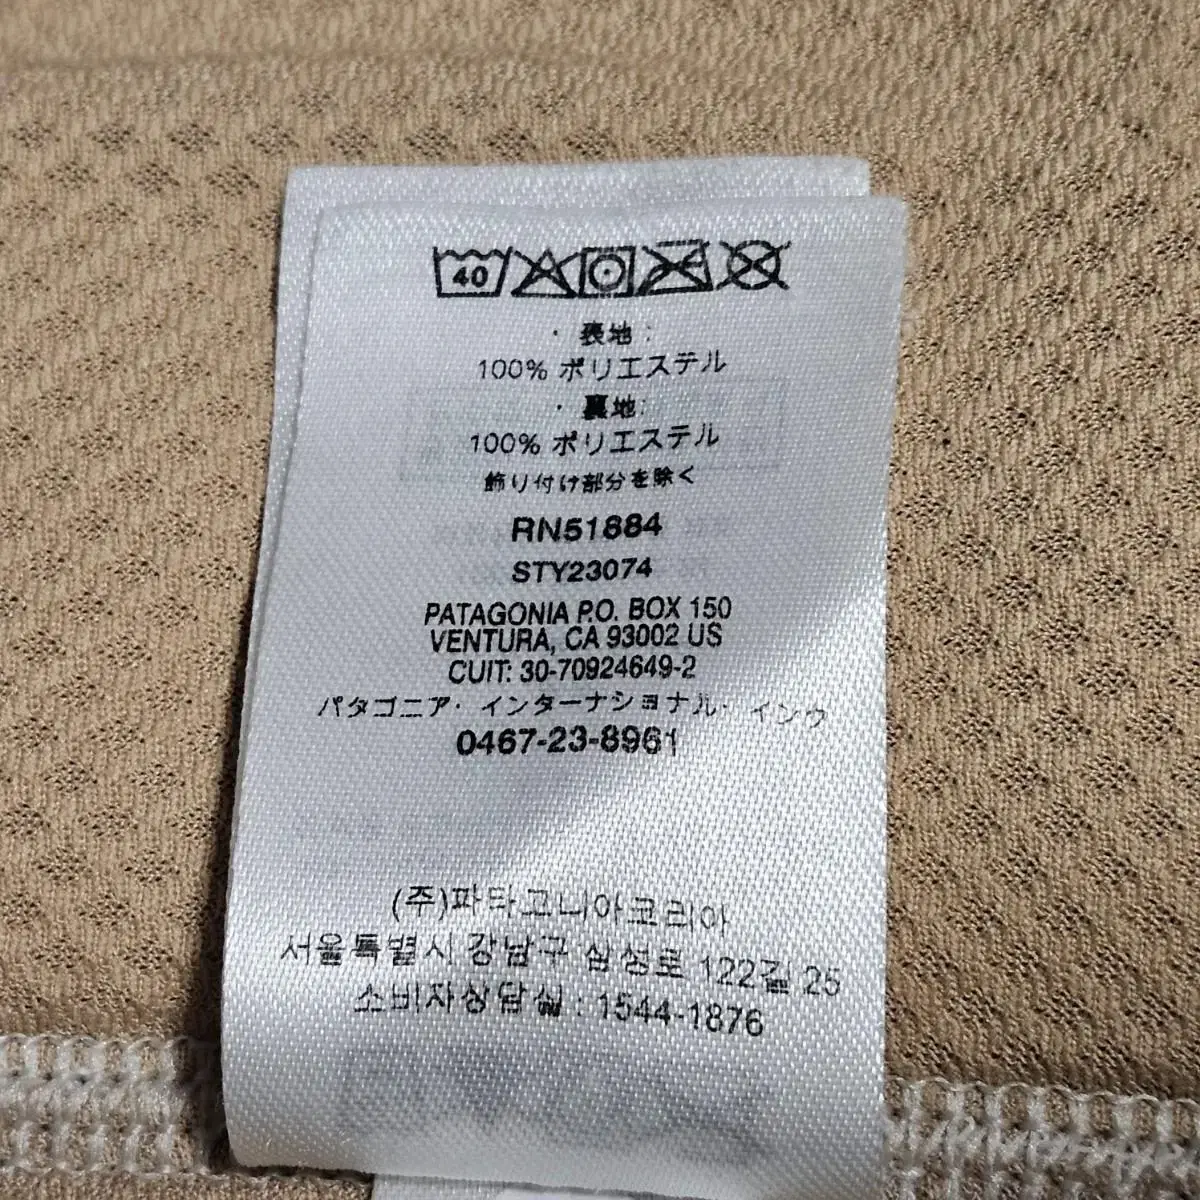 40
・ 表地:
100% ポリエステル
・ 裏地:
100% ポリエステル
飾り付け部分を除く
RN51884
STY23074
PATAGONIA P.O. BOX 150
VENTURA, CA 93002 US
CUIT: 30-70924649-2
パタゴニア・インターナショナル・インク
0467-23-8961
(주)파타고니아코리아
서울특별시 강남구 삼성로 122길 25
소비자상담실 : 1544-1876